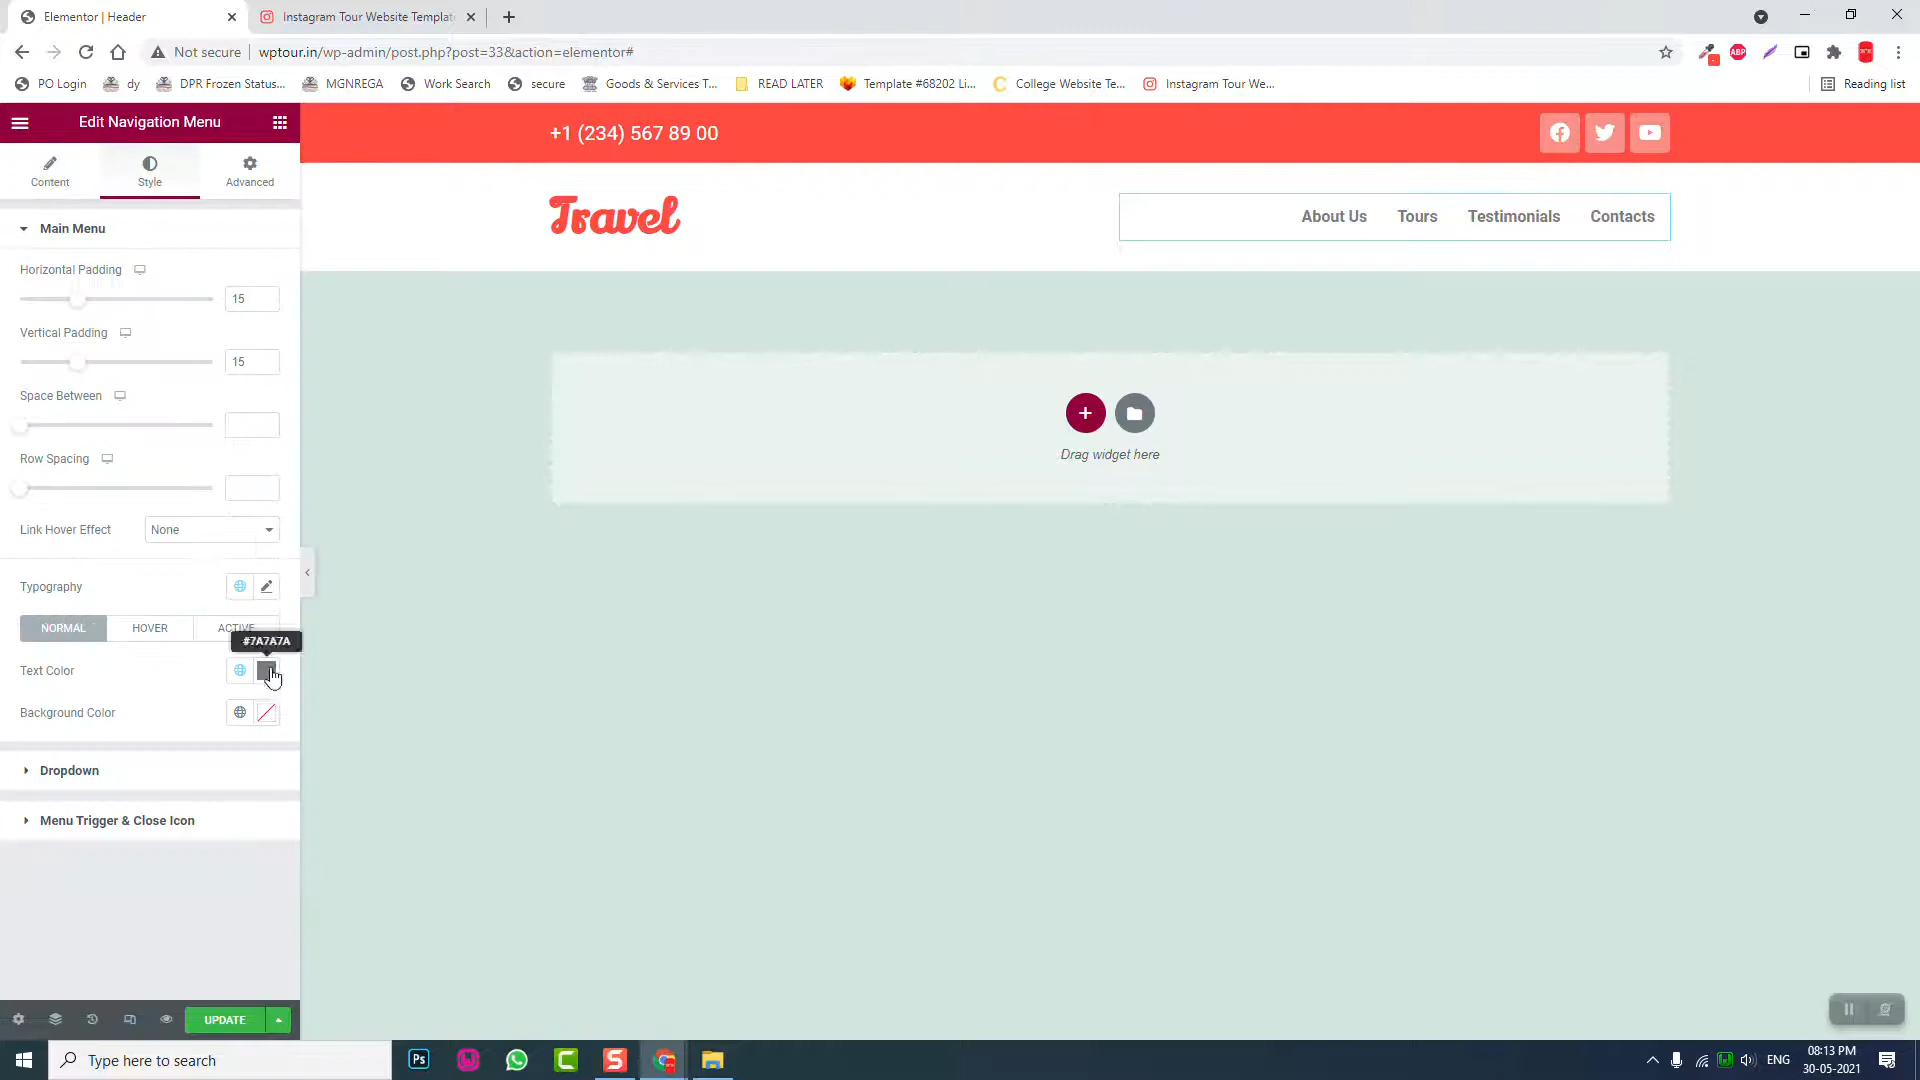 Elementor | Header
Instagram Tour Website Templat
Not secure
wptour.in/wp-admin/post.php?post=33&action=elementor#
PO Login
dy
DPR Frozen Status...
MGNREGA
Work Search
secure
Goods & Services T...
READ LATER
Template #68202 Li...
College Website Te...
Instagram Tour We...
Reading list
Edit Navigation Menu
Content
Style
Advanced
+1 (234) 567 89 00
Travel
About Us
Tours
Testimonials
Contacts
Main Menu
Horizontal Padding
15
Vertical Padding
15
Space Between
Row Spacing
Link Hover Effect
None
Typography
NORMAL
HOVER
ACTIVE
#7A7A7A
Text Color
Background Color
Dropdown
Menu Trigger & Close Icon
Drag widget here
UPDATE
Type here to search
Ps
ABP
ENG
08:13 PM
30-05-2021